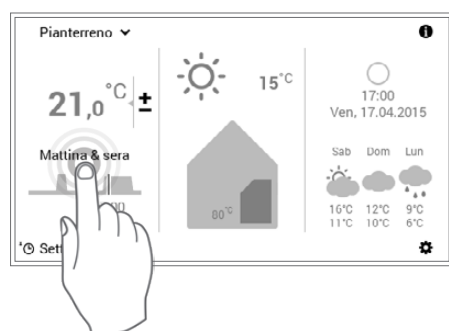 Pianterreno
21,0°C ±
15°C
17:00
Ven, 17.04.2015
Mattina & sera
Sab Dom Lun
80°C
16°C 12°C 9°C
11°C 10°C 6°C